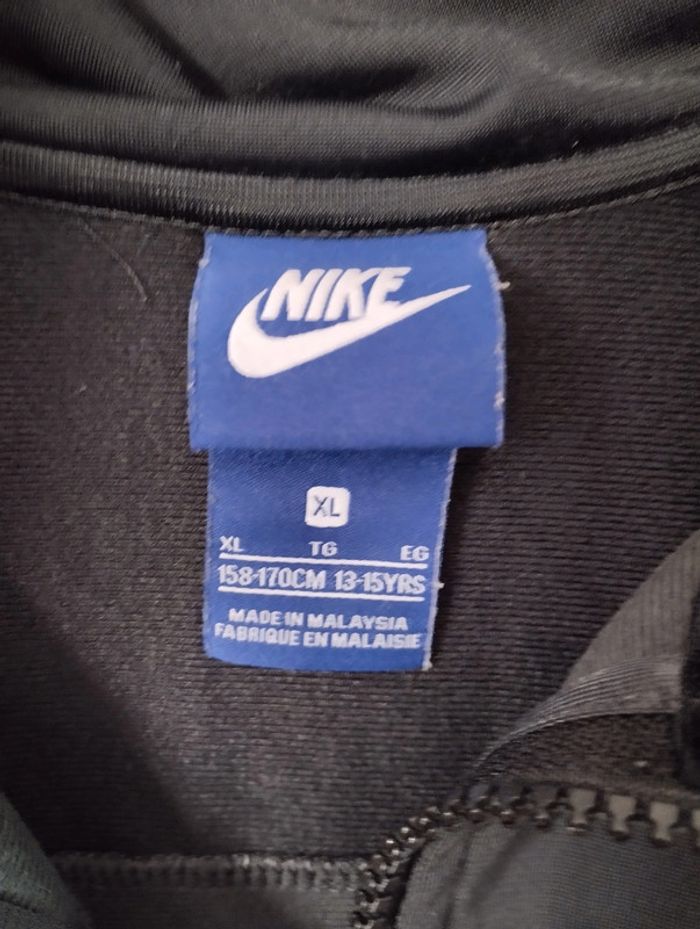 NIKE
XL
XL TG EG
158-170CM 13-15YRS
MADE IN MALAYSIA
FABRIQUE EN MALAISIE